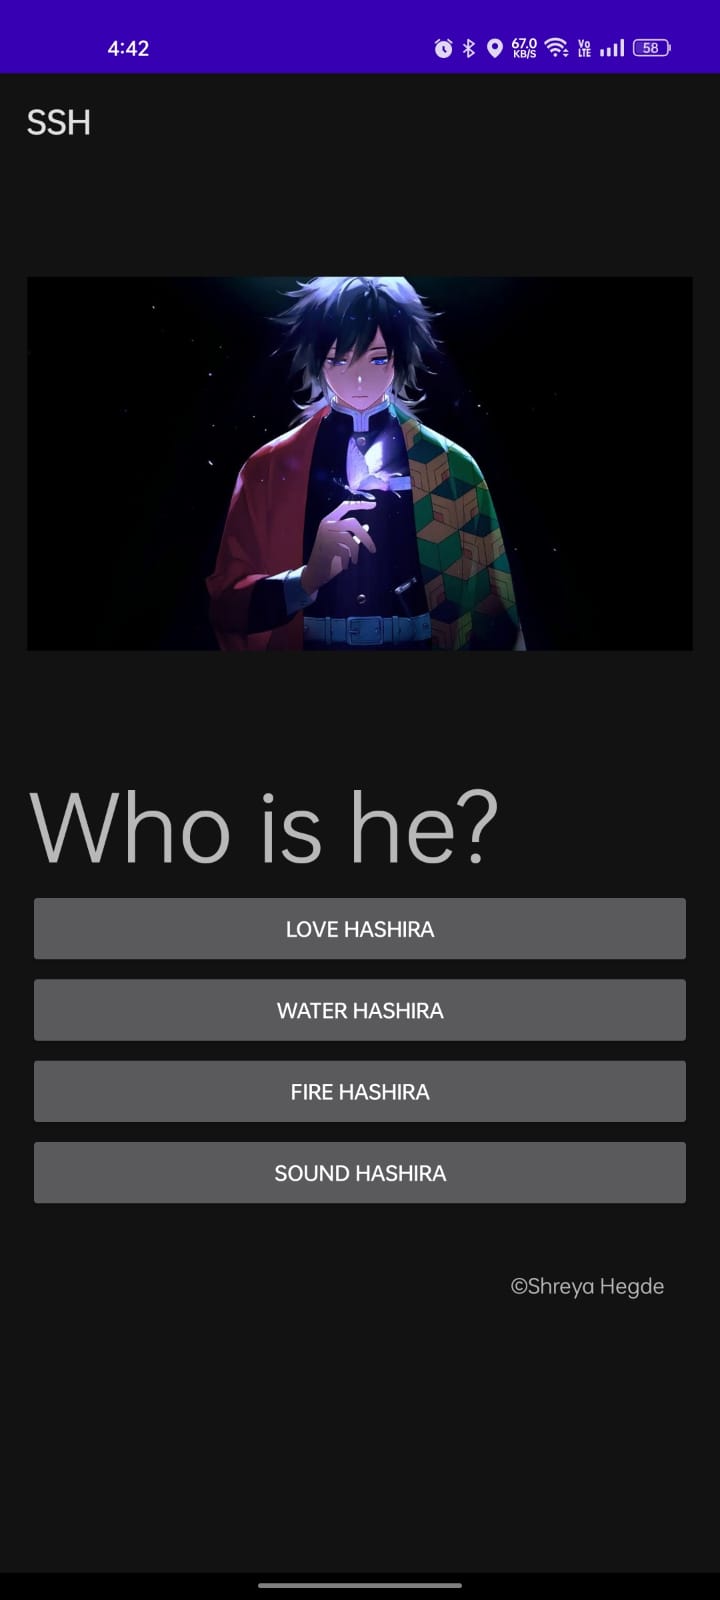 4:42
67.0
KB/S
Vo
LTE
58
SSH
Who is he?
LOVE HASHIRA
WATER HASHIRA
FIRE HASHIRA
SOUND HASHIRA
©Shreya Hegde